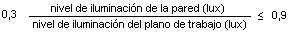 nivel de iluminación de la pared (lux)
0,3 ≤ 0,9
nivel de iluminación del plano de trabajo (lux)